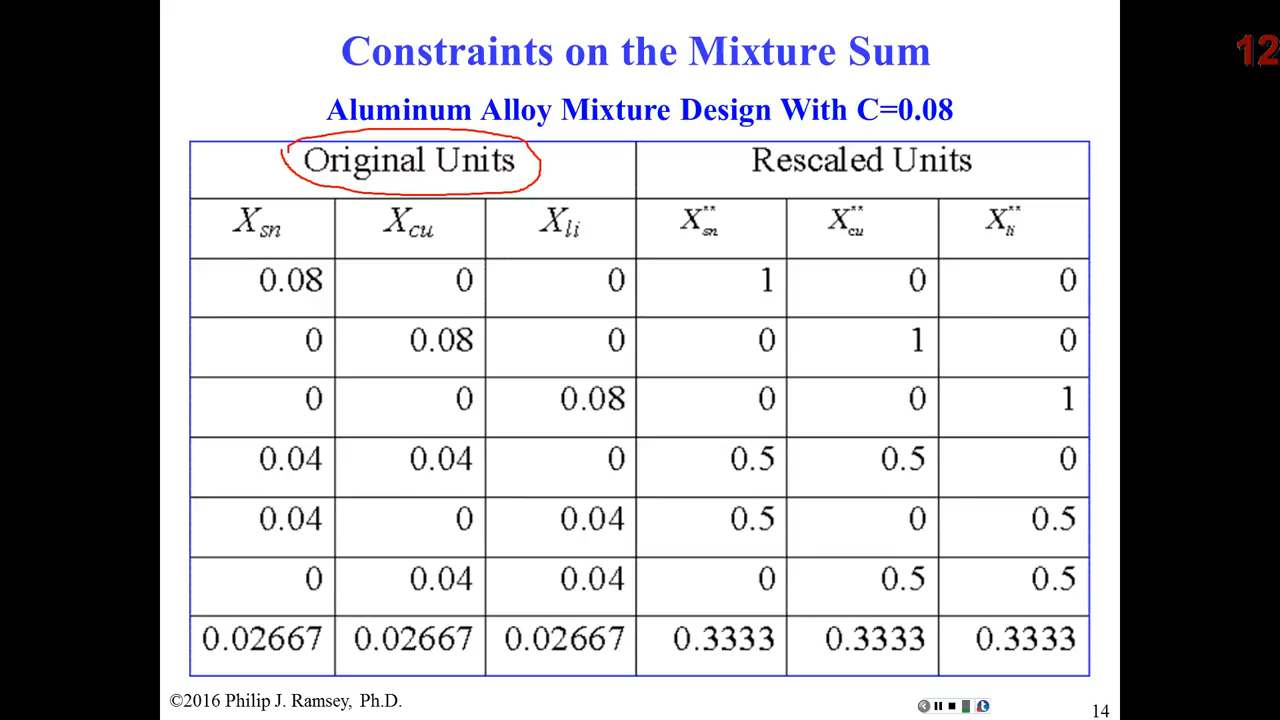 Constraints on the Mixture Sum
12
Aluminum Alloy Mixture Design With C=0.08
Original Units Rescaled Units
X_sn X_cu X_li X_sn** X_cu** X_li**
0.08 0 0 1 0 0
0 0.08 0 0 1 0
0 0 0.08 0 0 1
0.04 0.04 0 0.5 0.5 0
0.04 0 0.04 0.5 0 0.5
0 0.04 0.04 0 0.5 0.5
0.02667 0.02667 0.02667 0.3333 0.3333 0.3333
©2016 Philip J. Ramsey, Ph.D.
14